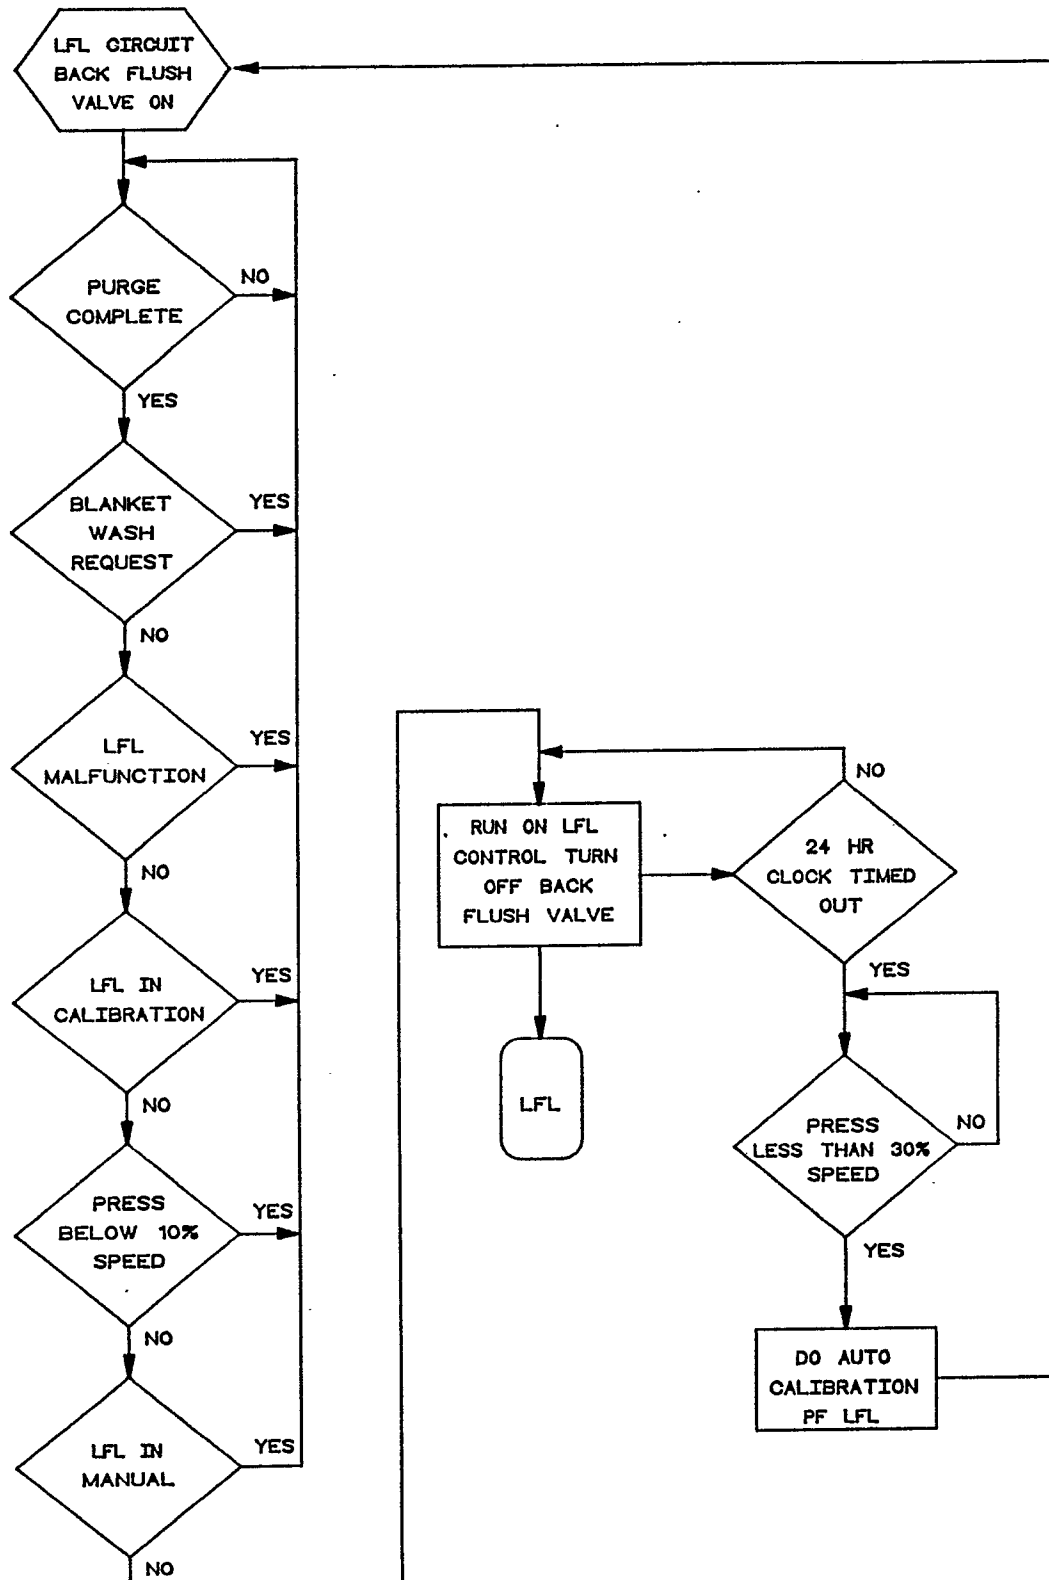 LFL CIRCUIT
BACK FLUSH
VALVE ON
PURGE
COMPLETE
NO
YES
BLANKET
WASH
REQUEST
YES
NO
LFL
MALFUNCTION
YES
NO
LFL IN
CALIBRATION
YES
NO
PRESS
BELOW 10%
SPEED
YES
NO
LFL IN
MANUAL
YES
NO
RUN ON LFL
CONTROL TURN
OFF BACK
FLUSH VALVE
LFL
24 HR
CLOCK TIMED
OUT
NO
YES
PRESS
LESS THAN 30%
SPEED
NO
YES
DO AUTO
CALIBRATION
PF LFL